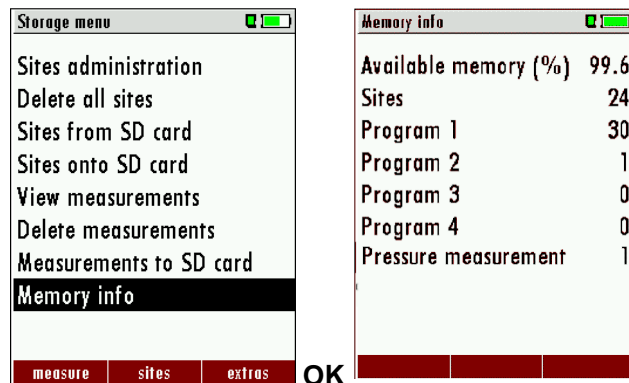 Storage menu
Sites administration
Delete all sites
Sites from SD card
Sites onto SD card
View measurements
Delete measurements
Measurements to SD card
Memory info
measure sites extras
OK
Memory info
Available memory (%) 99.6
Sites 24
Program 1 30
Program 2 1
Program 3 0
Program 4 0
Pressure measurement 1